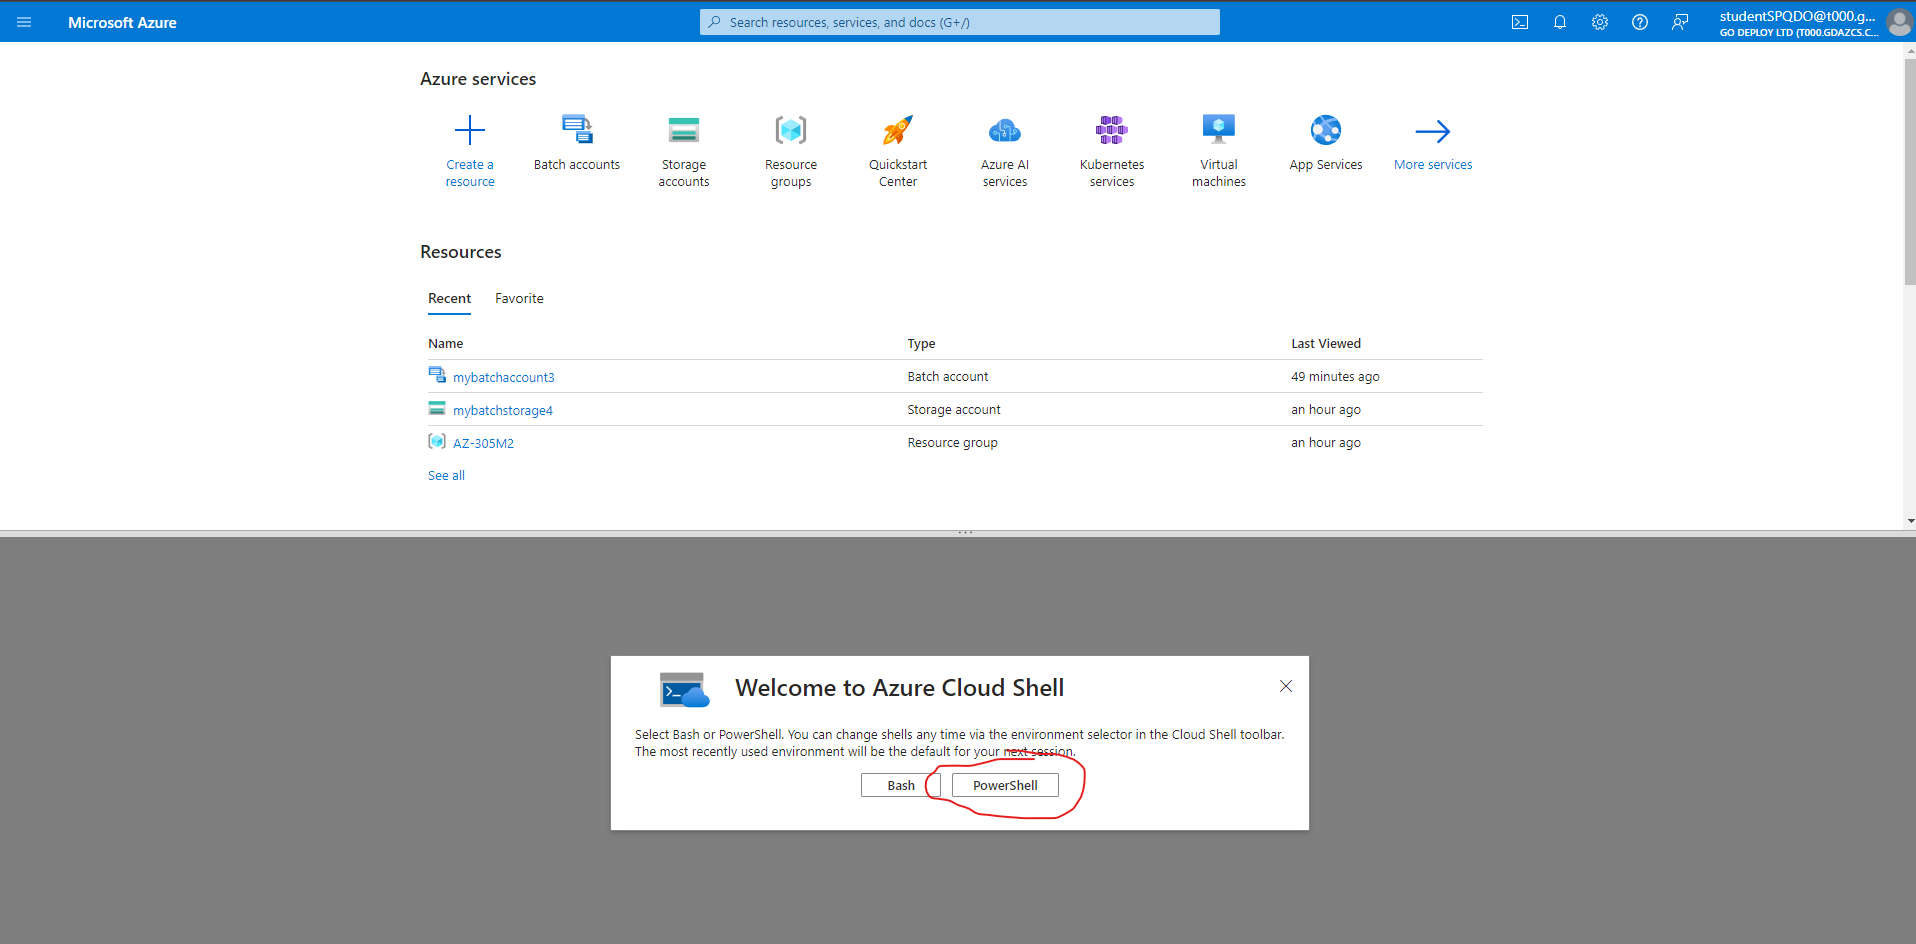 Microsoft Azure
Search resources, services, and docs (G+/)
studentSPQDO@t000.g...
GO DEPLOY LTD (T000.GDAZCS.C...
Azure services
Create a resource
Batch accounts
Storage accounts
Resource groups
Quickstart Center
Azure AI services
Kubernetes services
Virtual machines
App Services
More services
Resources
Recent Favorite
Name Type Last Viewed
mybatchaccount3 Batch account 49 minutes ago
mybatchstorage4 Storage account an hour ago
AZ-305M2 Resource group an hour ago
See all
Welcome to Azure Cloud Shell
Select Bash or PowerShell. You can change shells any time via the environment selector in the Cloud Shell toolbar.
The most recently used environment will be the default for your next session.
Bash PowerShell